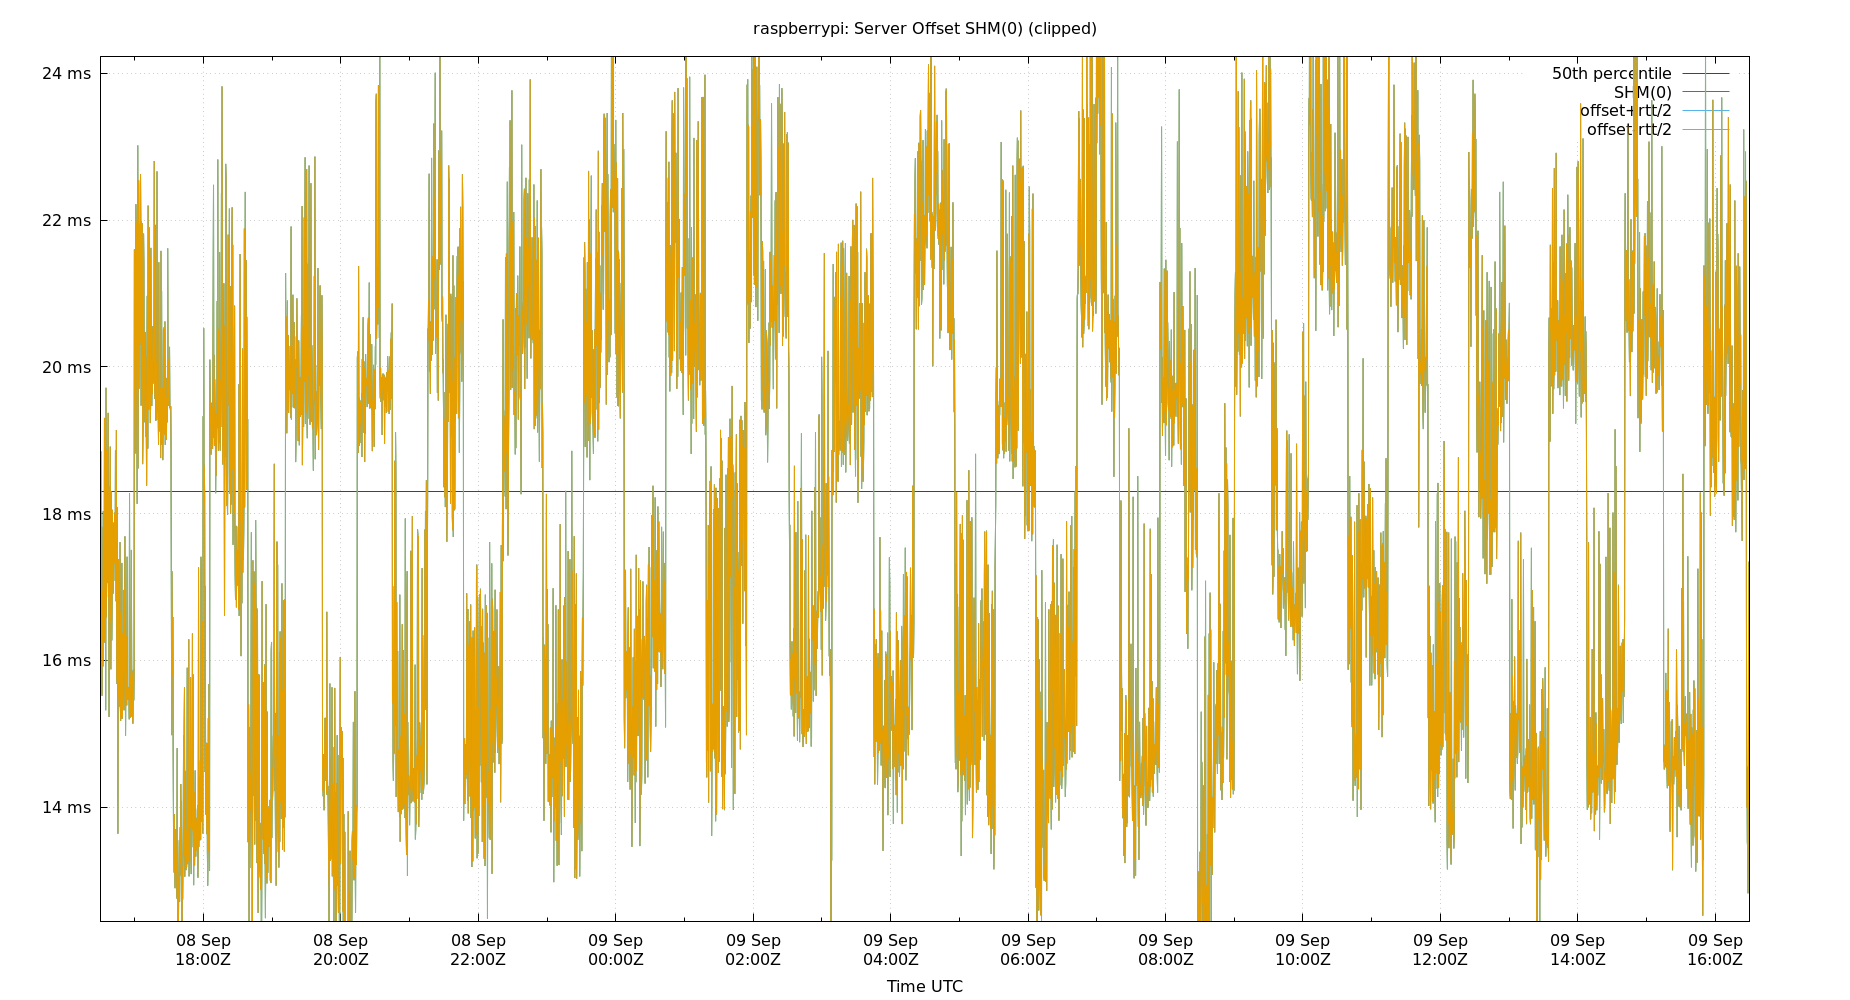 raspberrypi: Server Offset SHM(0) (clipped)
24 ms
22 ms
20 ms
18 ms
16 ms
14 ms
50th percentile
SHM(0)
offset+rtt/2
offset-rtt/2
08 Sep
18:00Z
08 Sep
20:00Z
08 Sep
22:00Z
09 Sep
00:00Z
09 Sep
02:00Z
09 Sep
04:00Z
09 Sep
06:00Z
09 Sep
08:00Z
09 Sep
10:00Z
09 Sep
12:00Z
09 Sep
14:00Z
09 Sep
16:00Z
Time UTC